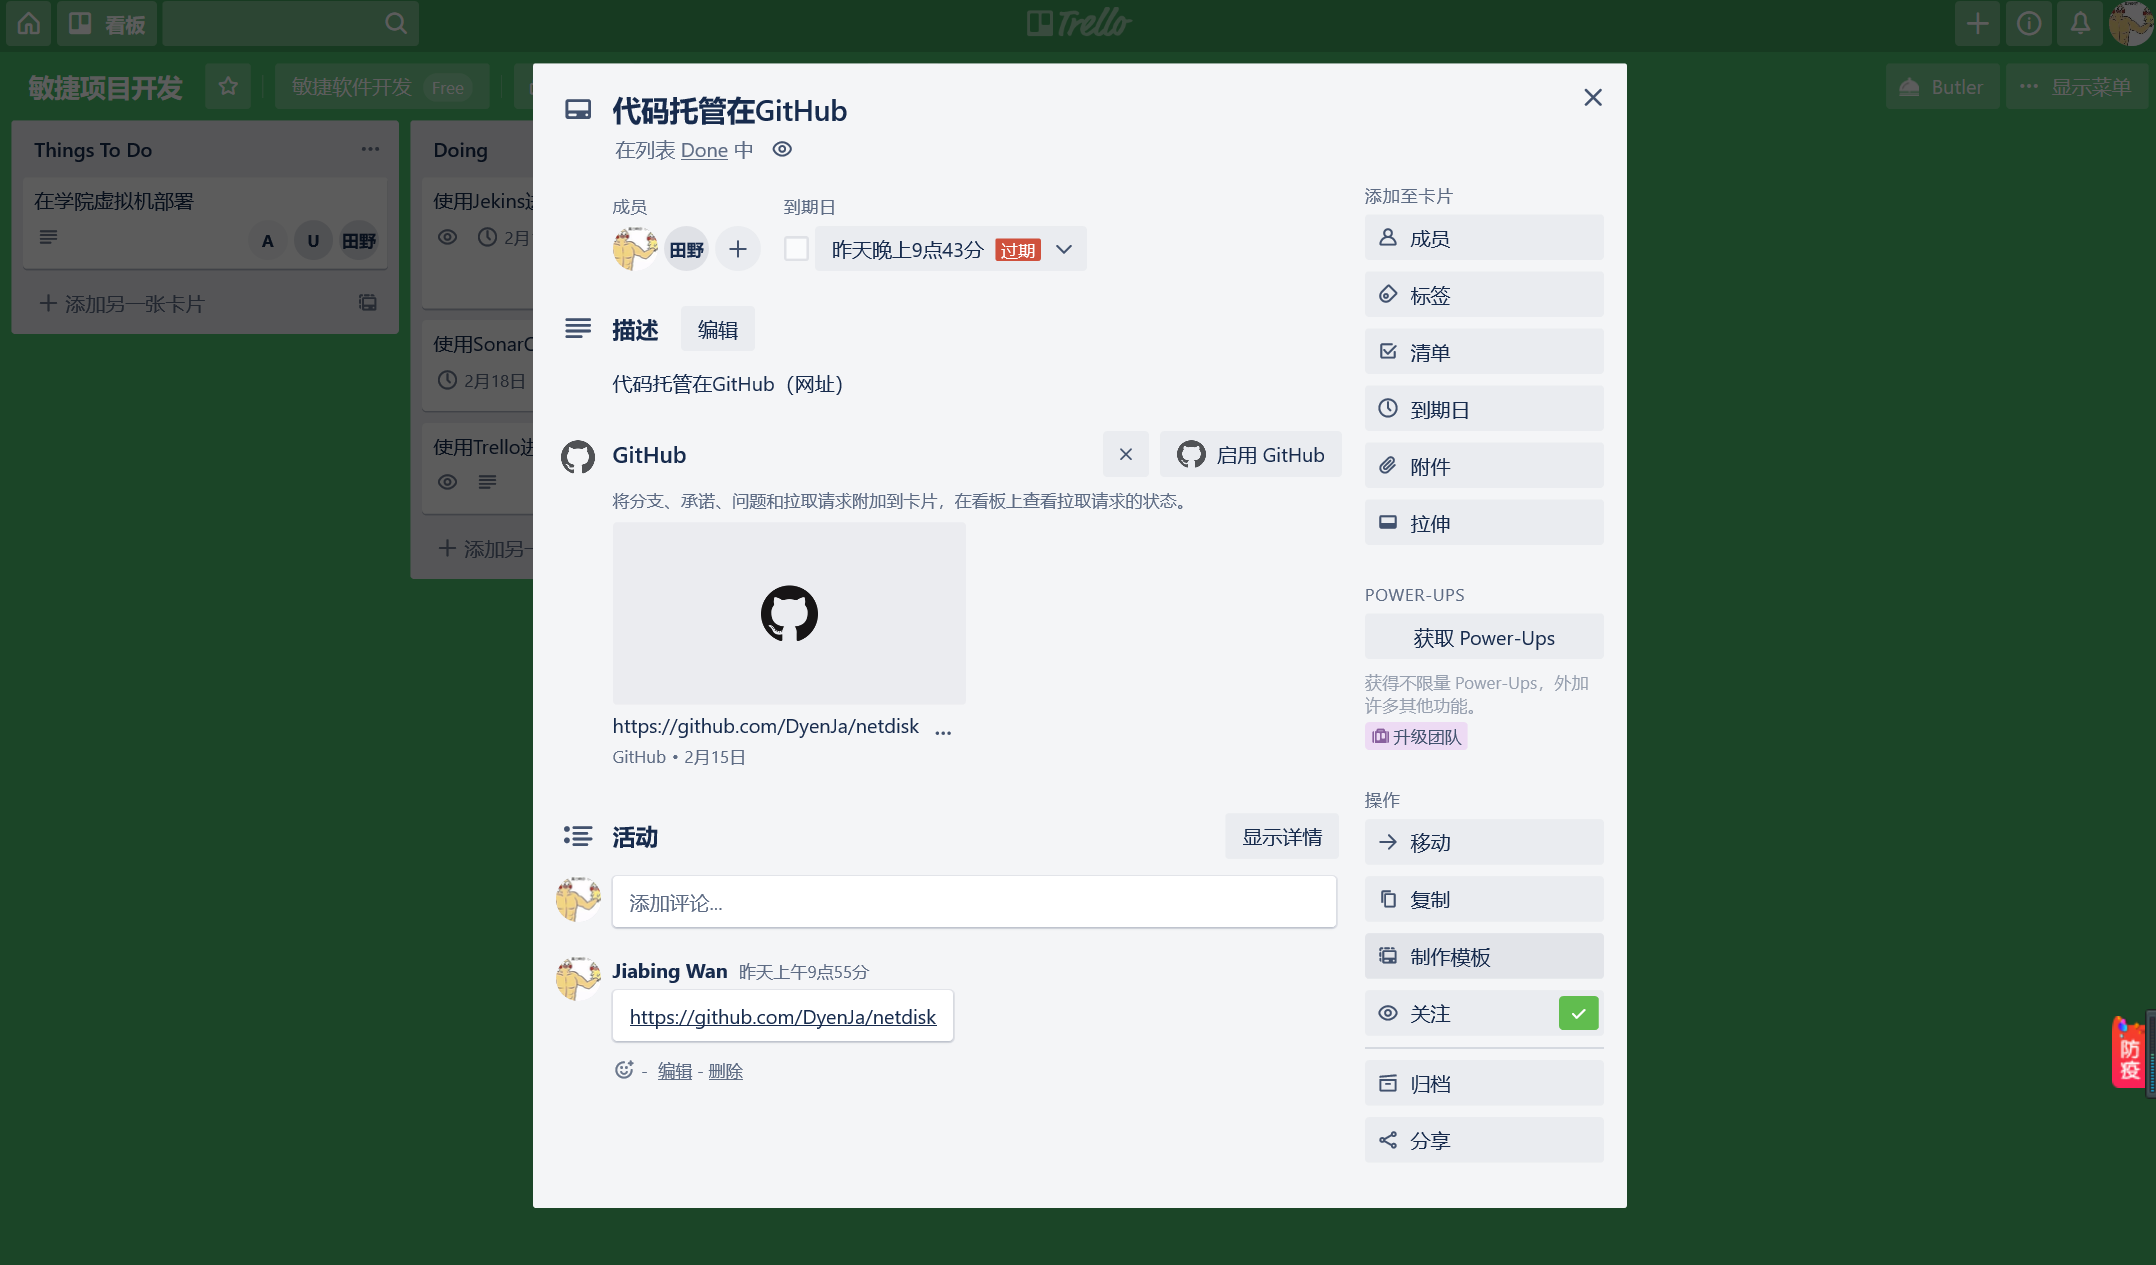 看板
Trello
敏捷项目开发
敏捷软件开发 Free
Butler
显示菜单
Things To Do
在学院虚拟机部署
A U 田野
添加另一张卡片
Doing
使用Jekins
2月
使用SonarC
2月18日
使用Trello
添加另一
代码托管在GitHub
在列表 Done 中
成员
田野
到期日
昨天晚上9点43分 过期
描述
编辑
代码托管在GitHub（网址）
GitHub
启用 GitHub
将分支、承诺、问题和拉取请求附加到卡片，在看板上查看拉取请求的状态。
https://github.com/DyenJa/netdisk ...
GitHub • 2月15日
活动
显示详情
添加评论...
Jiabing Wan 昨天上午9点55分
https://github.com/DyenJa/netdisk
- 编辑 - 删除
添加至卡片
成员
标签
清单
到期日
附件
拉伸
POWER-UPS
获取 Power-Ups
获得不限量 Power-Ups，外加
许多其他功能。
升级团队
操作
移动
复制
制作模板
关注
归档
分享
防疫